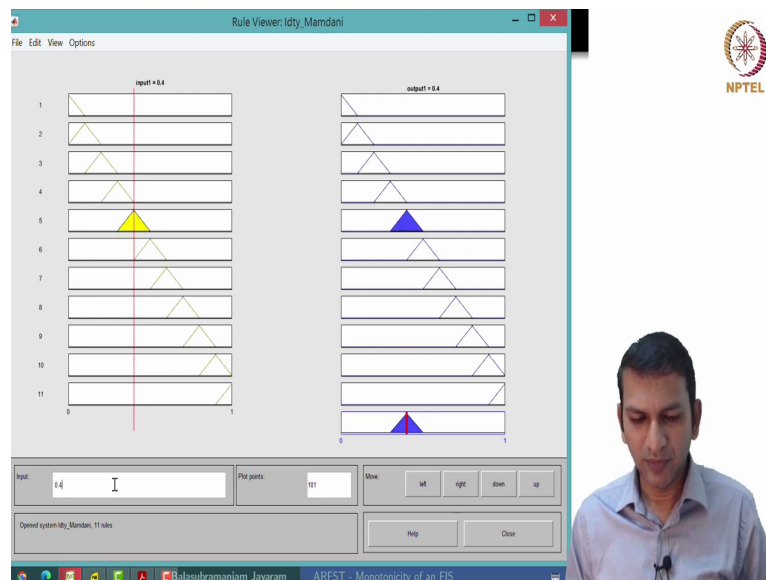 Rule Viewer: Idty_Mamdani
File Edit View Options
input1 = 0.4
output1 = 0.4
1
2
3
4
5
6
7
8
9
10
11
0 1
0 1
Input: 0.4
Plot points: 101
Move: left right down up
Opened system Idty_Mamdani, 11 rules
Help Close
Balasubramaniam Jayaram ARFST - Monotonicity of an FIS
NPTEL